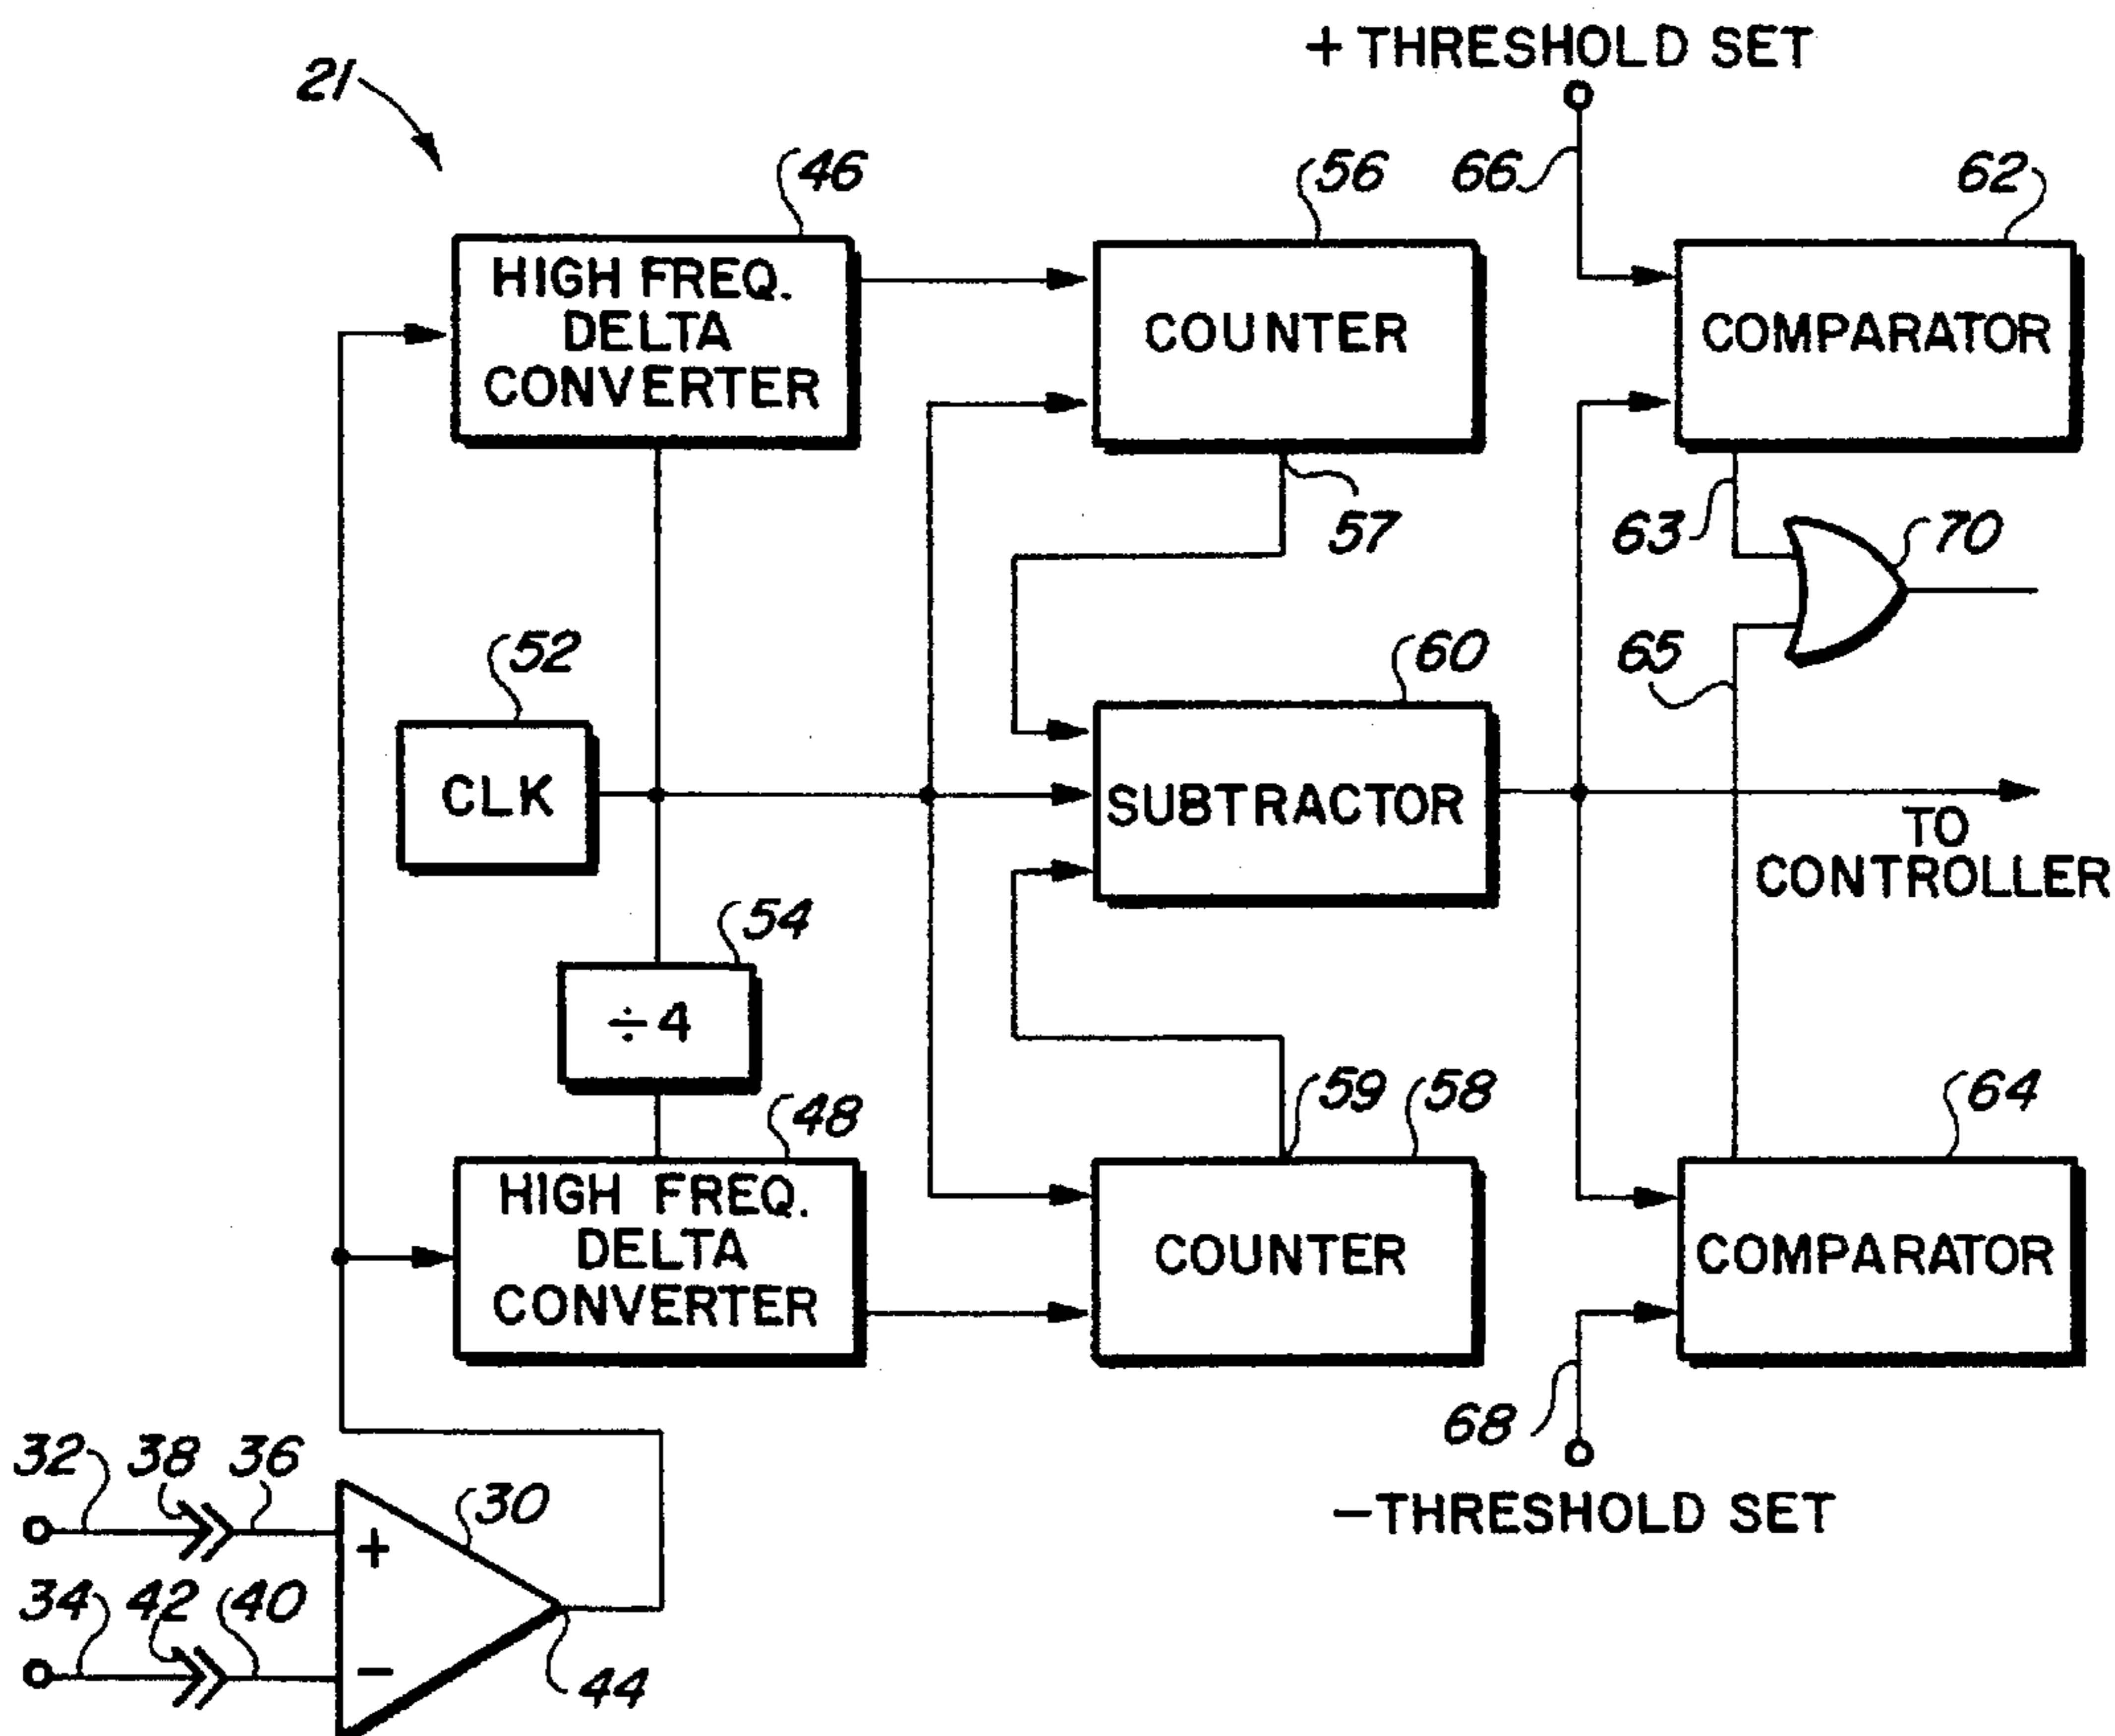 + THRESHOLD SET
21
46
56
66
62
HIGH FREQ.
DELTA
CONVERTER
COUNTER
COMPARATOR
57
63
70
52
60
65
CLK
SUBTRACTOR
TO
CONTROLLER
54
÷4
48
59
58
64
HIGH FREQ.
DELTA
CONVERTER
COUNTER
COMPARATOR
68
32
38
36
30
+
−THRESHOLD SET
34
42
40
−
44